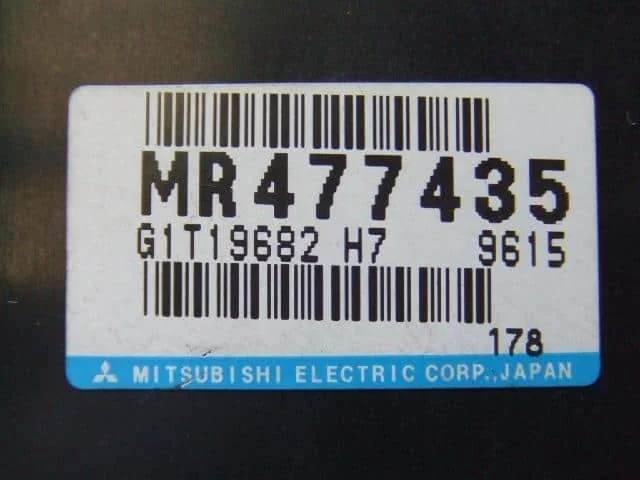 MR477435
G1T19682 H7 9615
178
MITSUBISHI ELECTRIC CORP., JAPAN